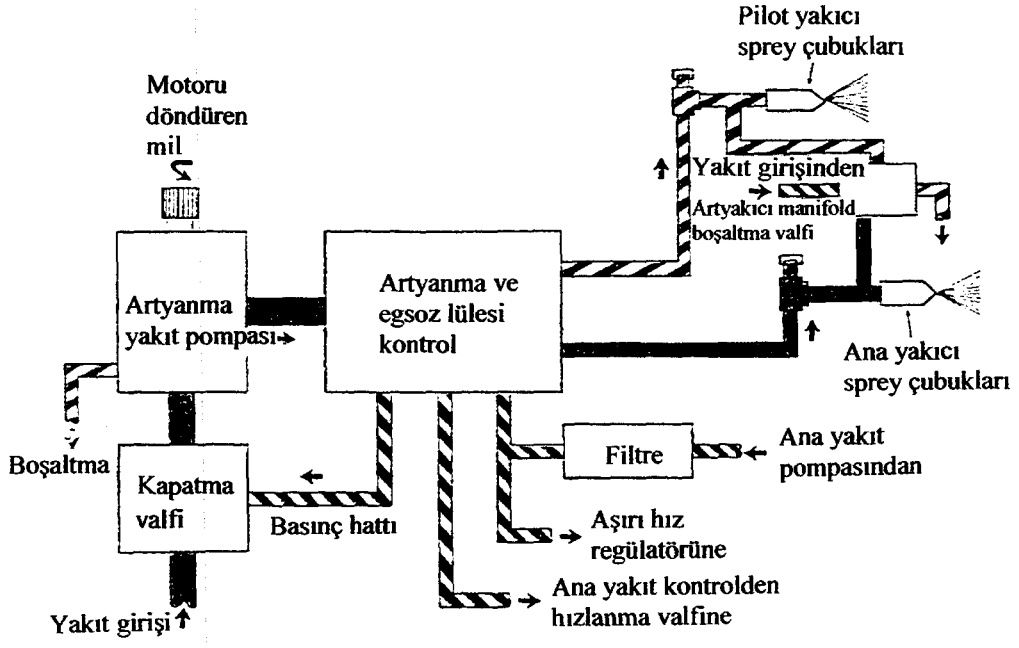 Pilot yakıcı
sprey çubukları
Motoru
döndüren
mil
Yakıt girişinden
Artyakıcı manifold
boşaltma valfi
Artyanma
yakıt pompası
Artyanma ve
egsoz lülesi
kontrol
Ana yakıcı
sprey çubukları
Boşaltma
Kapatma
valfi
Basınç hattı
Filtre
Ana yakıt
pompasından
Aşırı hız
regülatörüne
Ana yakıt kontrolden
hızlanma valfine
Yakıt girişi